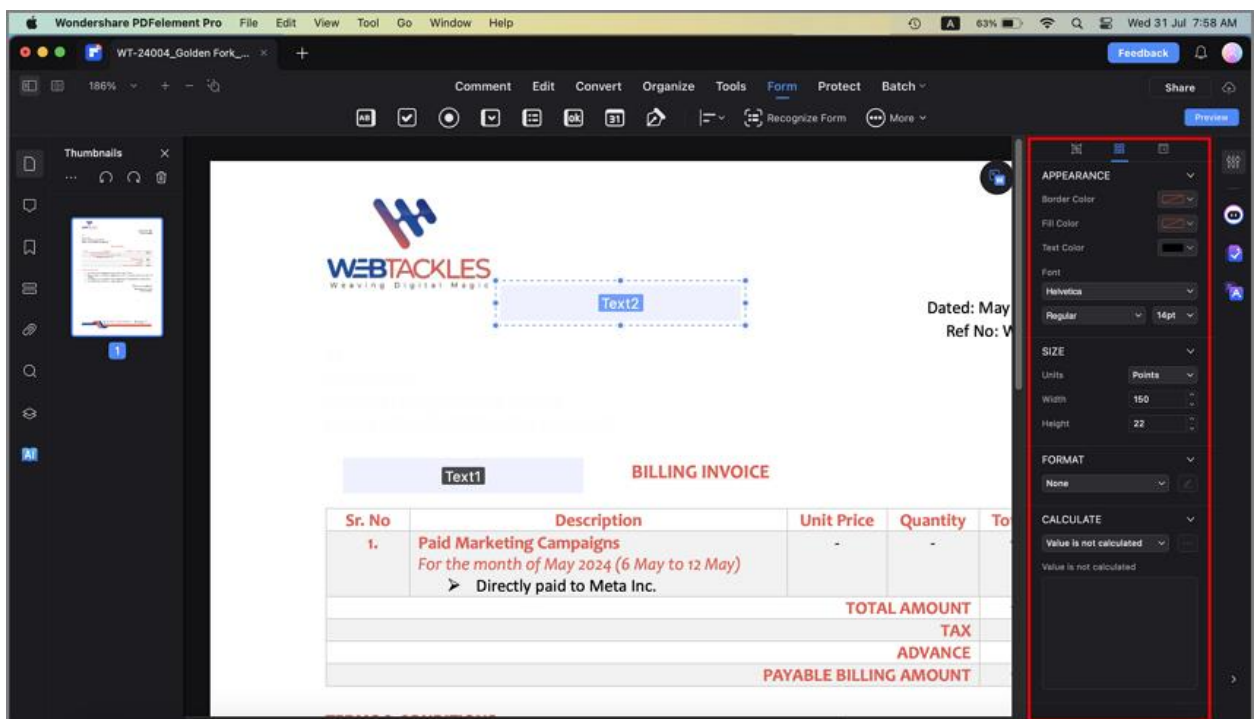 Wondershare PDFelement Pro File Edit View Tool Go Window Help A 63% Wed 31 Jul 7:58 AM
WT-24004_Golden Fork_... × + Feedback
186% + − Comment Edit Convert Organize Tools Form Protect Batch Share
AB ok 31 Recognize Form More Preview
Thumbnails ×
...
1
AI
WEBTACKLES
Weaving Digital Magic
Text2
Dated: May
Ref No: W
Text1
BILLING INVOICE
Sr. No Description Unit Price Quantity To
1. Paid Marketing Campaigns - -
For the month of May 2024 (6 May to 12 May)
➢ Directly paid to Meta Inc.
TOTAL AMOUNT
TAX
ADVANCE
PAYABLE BILLING AMOUNT
APPEARANCE
Border Color
Fill Color
Text Color
Font
Helvetica
Regular 14pt
SIZE
Units Points
Width 150
Height 22
FORMAT
None
CALCULATE
Value is not calculated
Value is not calculated